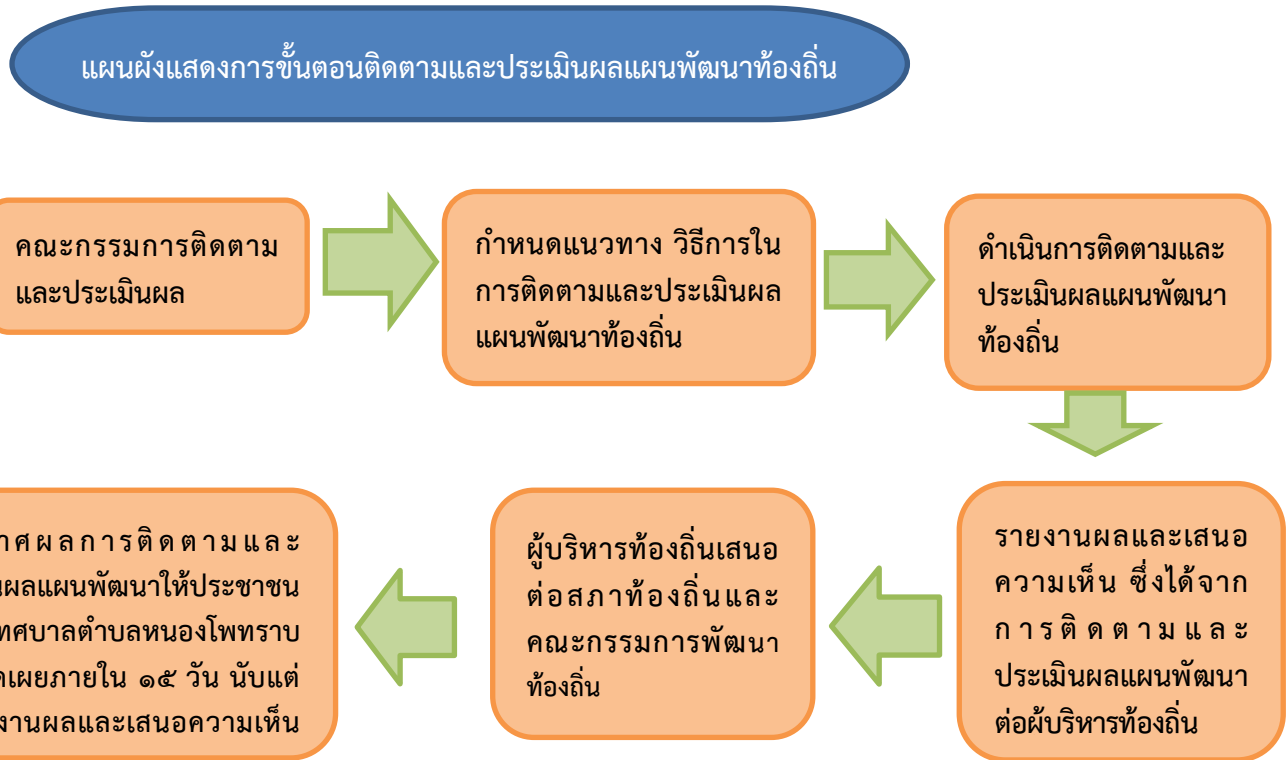 แผนผังแสดงการขั้นตอนติดตามและประเมินผลแผนพัฒนาท้องถิ่น
คณะกรรมการติดตาม
และประเมินผล
กำหนดแนวทาง วิธีการใน
การติดตามและประเมินผล
แผนพัฒนาท้องถิ่น
ดำเนินการติดตามและ
ประเมินผลแผนพัฒนา
ท้องถิ่น
รายงานผลและเสนอ
ความเห็น ซึ่งได้จาก
การติดตามและ
ประเมินผลแผนพัฒนา
ต่อผู้บริหารท้องถิ่น
ผู้บริหารท้องถิ่นเสนอ
ต่อสภาท้องถิ่นและ
คณะกรรมการพัฒนา
ท้องถิ่น
ผลการติดตามและ
ผลแผนพัฒนาให้ประชาชน
เทศบาลตำบลหนองโพทราบ
เผยภายใน ๑๕ วัน นับแต่
งานผลและเสนอความเห็น